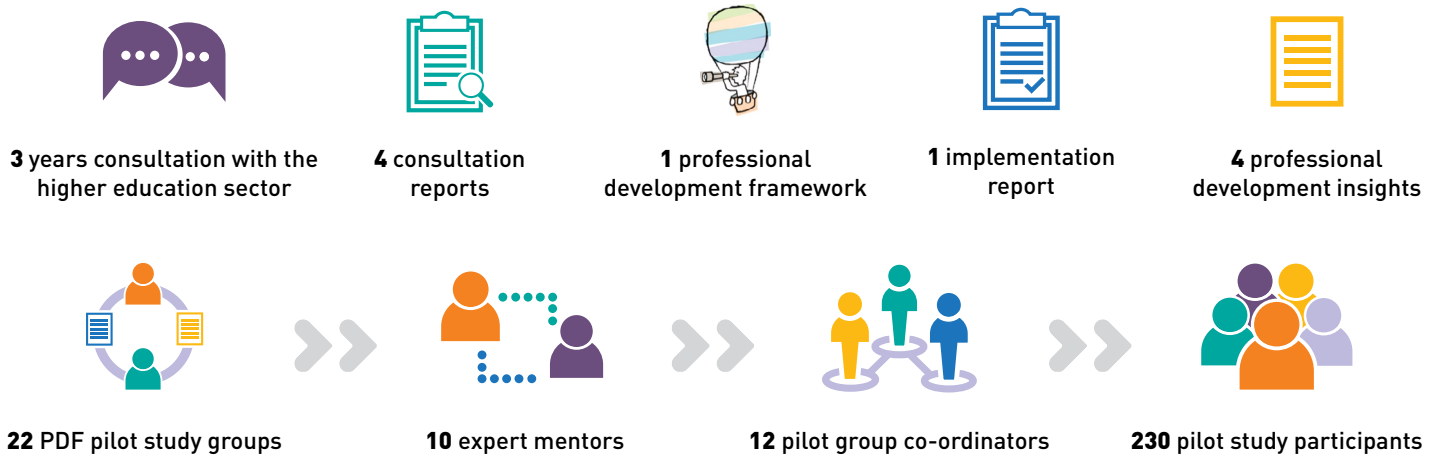 3 years consultation with the
higher education sector
4 consultation
reports
1 professional
development framework
1 implementation
report
4 professional
development insights
22 PDF pilot study groups
10 expert mentors
12 pilot group co-ordinators
230 pilot study participants